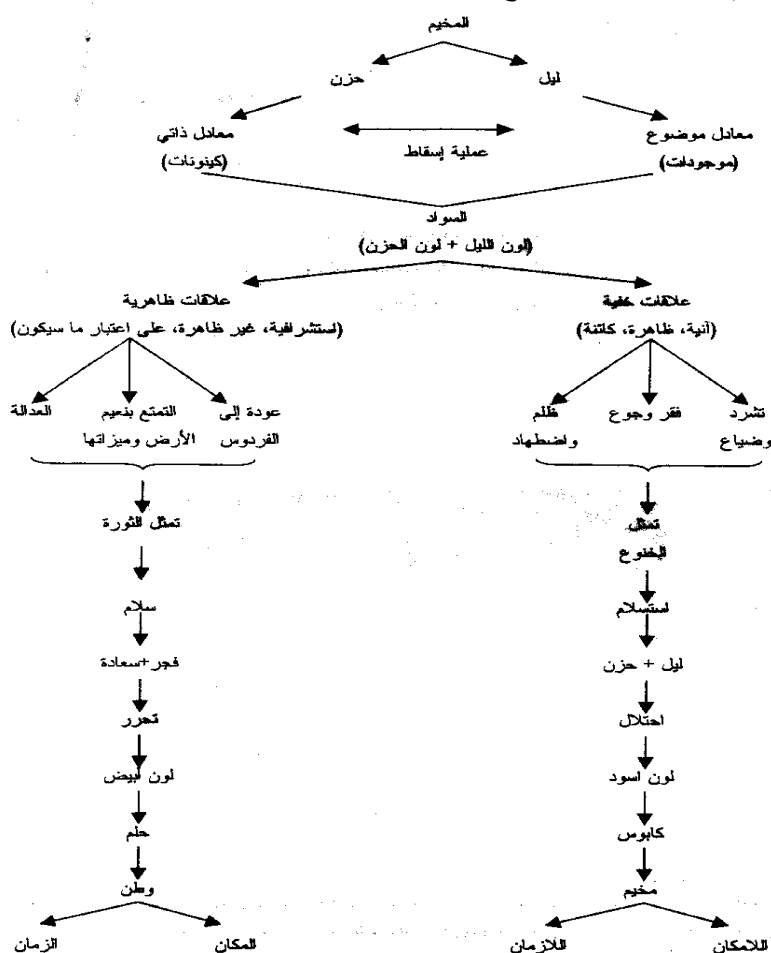 المخيم
ليل حزن
معادل موضوع معادل ذاتي
عملية إسقاط
(موجودات) (كينونات)
السواد
(لون الليل + لون الحزن)
علاقات خفية علاقات ظاهرية
(آنية، ظاهرة، كائنة) (استشرافية، غير ظاهرة، على اعتبار ما سيكون)
تشرد فقر وجوع ظلم عودة إلى التمتع بنعيم العدالة
وضياع واضطهاد الفردوس الأرض وميزاتها
تمثل تمثل الثورة
الخنوع
استسلام سلام
ليل + حزن فجر+سعادة
احتلال تحرر
لون اسود لون ابيض
كابوس حلم
مخيم وطن
اللامكان اللازمان المكان الزمان